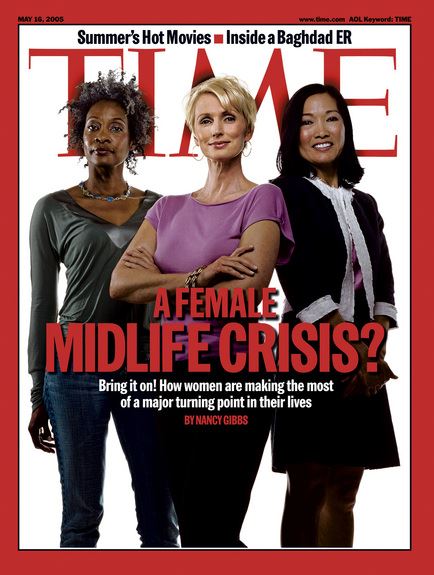 MAY 16, 2005
www.time.com AOL Keyword: TIME
Summer's Hot Movies ■ Inside a Baghdad ER
TIME
A FEMALE
MIDLIFE CRISIS?
Bring it on! How women are making the most
of a major turning point in their lives
BY NANCY GIBBS